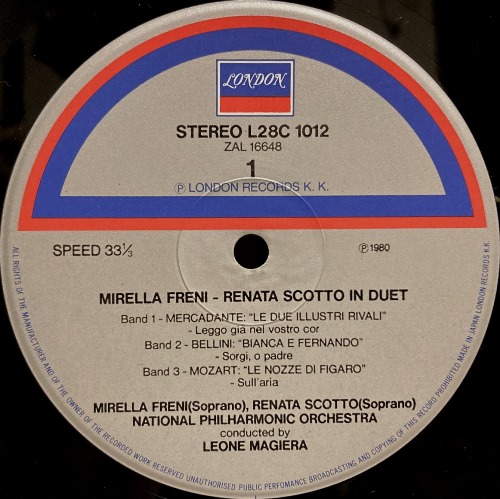 LONDON
STEREO L28C 1012
ZAL 16648
1
Ⓟ LONDON RECORDS K. K.
SPEED 33⅓
Ⓟ 1980
MIRELLA FRENI - RENATA SCOTTO IN DUET
Band 1 - MERCADANTE: "LE DUE ILLUSTRI RIVALI"
- Leggo già nel vostro cor
Band 2 - BELLINI: "BIANCA E FERNANDO"
- Sorgi, o padre
Band 3 - MOZART: "LE NOZZE DI FIGARO"
- Sull'aria
MIRELLA FRENI(Soprano), RENATA SCOTTO(Soprano)
NATIONAL PHILHARMONIC ORCHESTRA
conducted by
LEONE MAGIERA
ALL RIGHTS OF THE MANUFACTURER AND OF THE OWNER OF THE RECORDED WORK RESERVED UNAUTHORISED PUBLIC PERFOMANCE BROADCASTING AND COPYING OF THIS RECORD PROHIBITED MADE IN JAPAN LONDON RECORDS K.K.